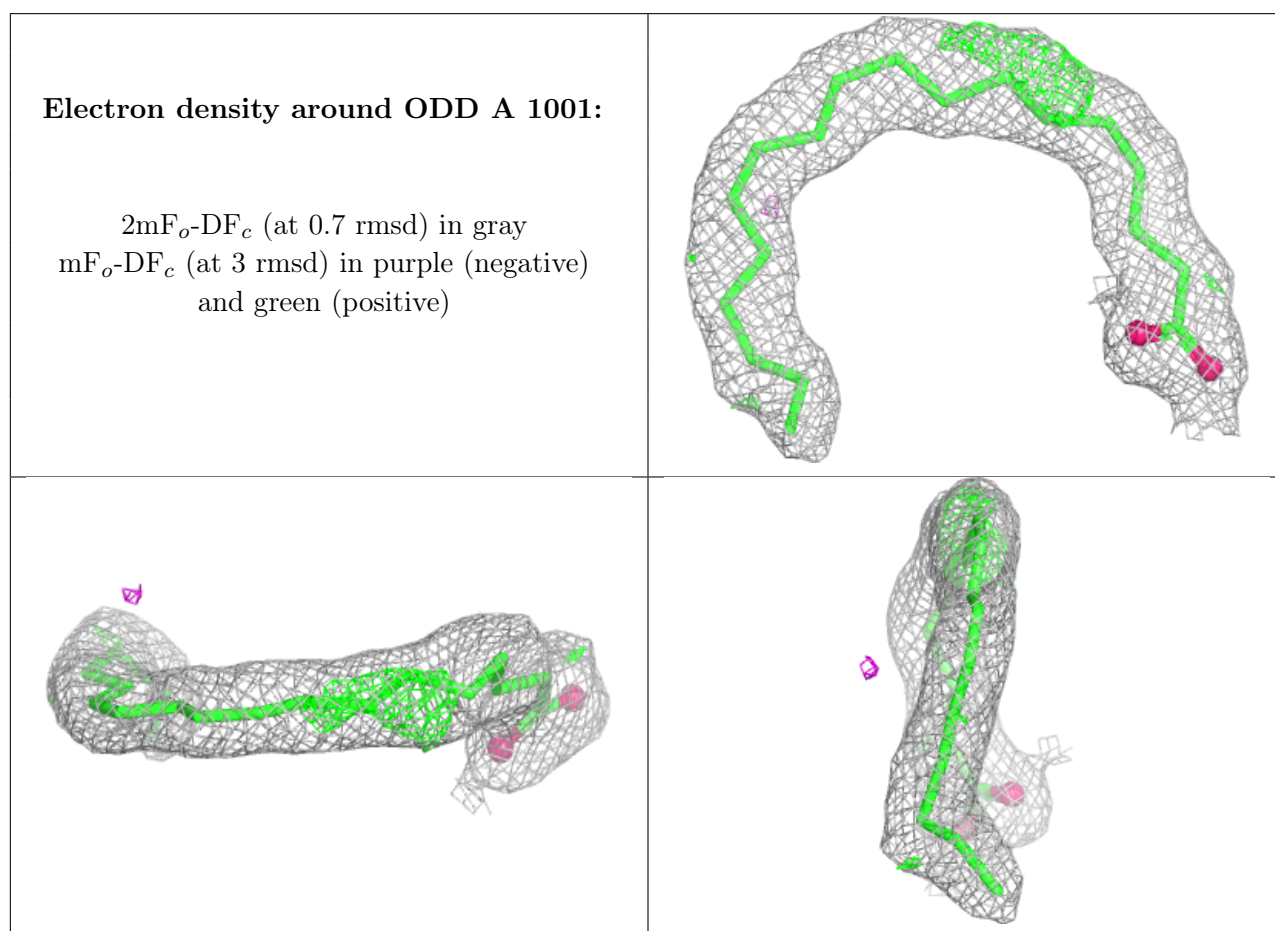 Electron density around ODD A 1001:
2mFo-DFc (at 0.7 rmsd) in gray
mFo-DFc (at 3 rmsd) in purple (negative)
and green (positive)